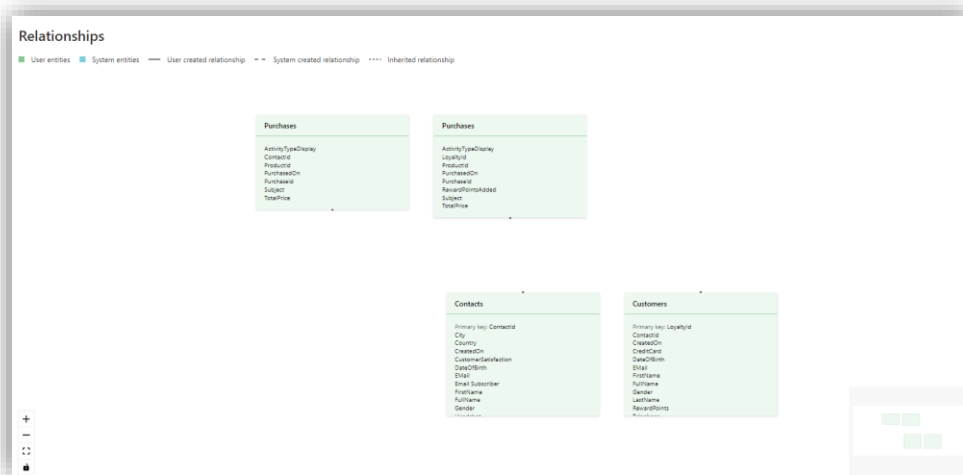 Relationships
User entities System entities User created relationship System created relationship Inherited relationship
Purchases
ActivityTypeDisplay
ContactId
ProductId
PurchasedOn
PurchaseId
Subject
TotalPrice
Purchases
ActivityTypeDisplay
LoyaltyId
ProductId
PurchasedOn
PurchaseId
RewardPointsAdded
Subject
TotalPrice
Contacts
Primary key: ContactId
City
Country
CreatedOn
CustomerSatisfaction
DateOfBirth
EMail
Email Subscriber
FirstName
FullName
Gender
Customers
Primary key: LoyaltyId
ContactId
CreatedOn
CreditCard
DateOfBirth
EMail
FirstName
FullName
Gender
LastName
RewardPoints